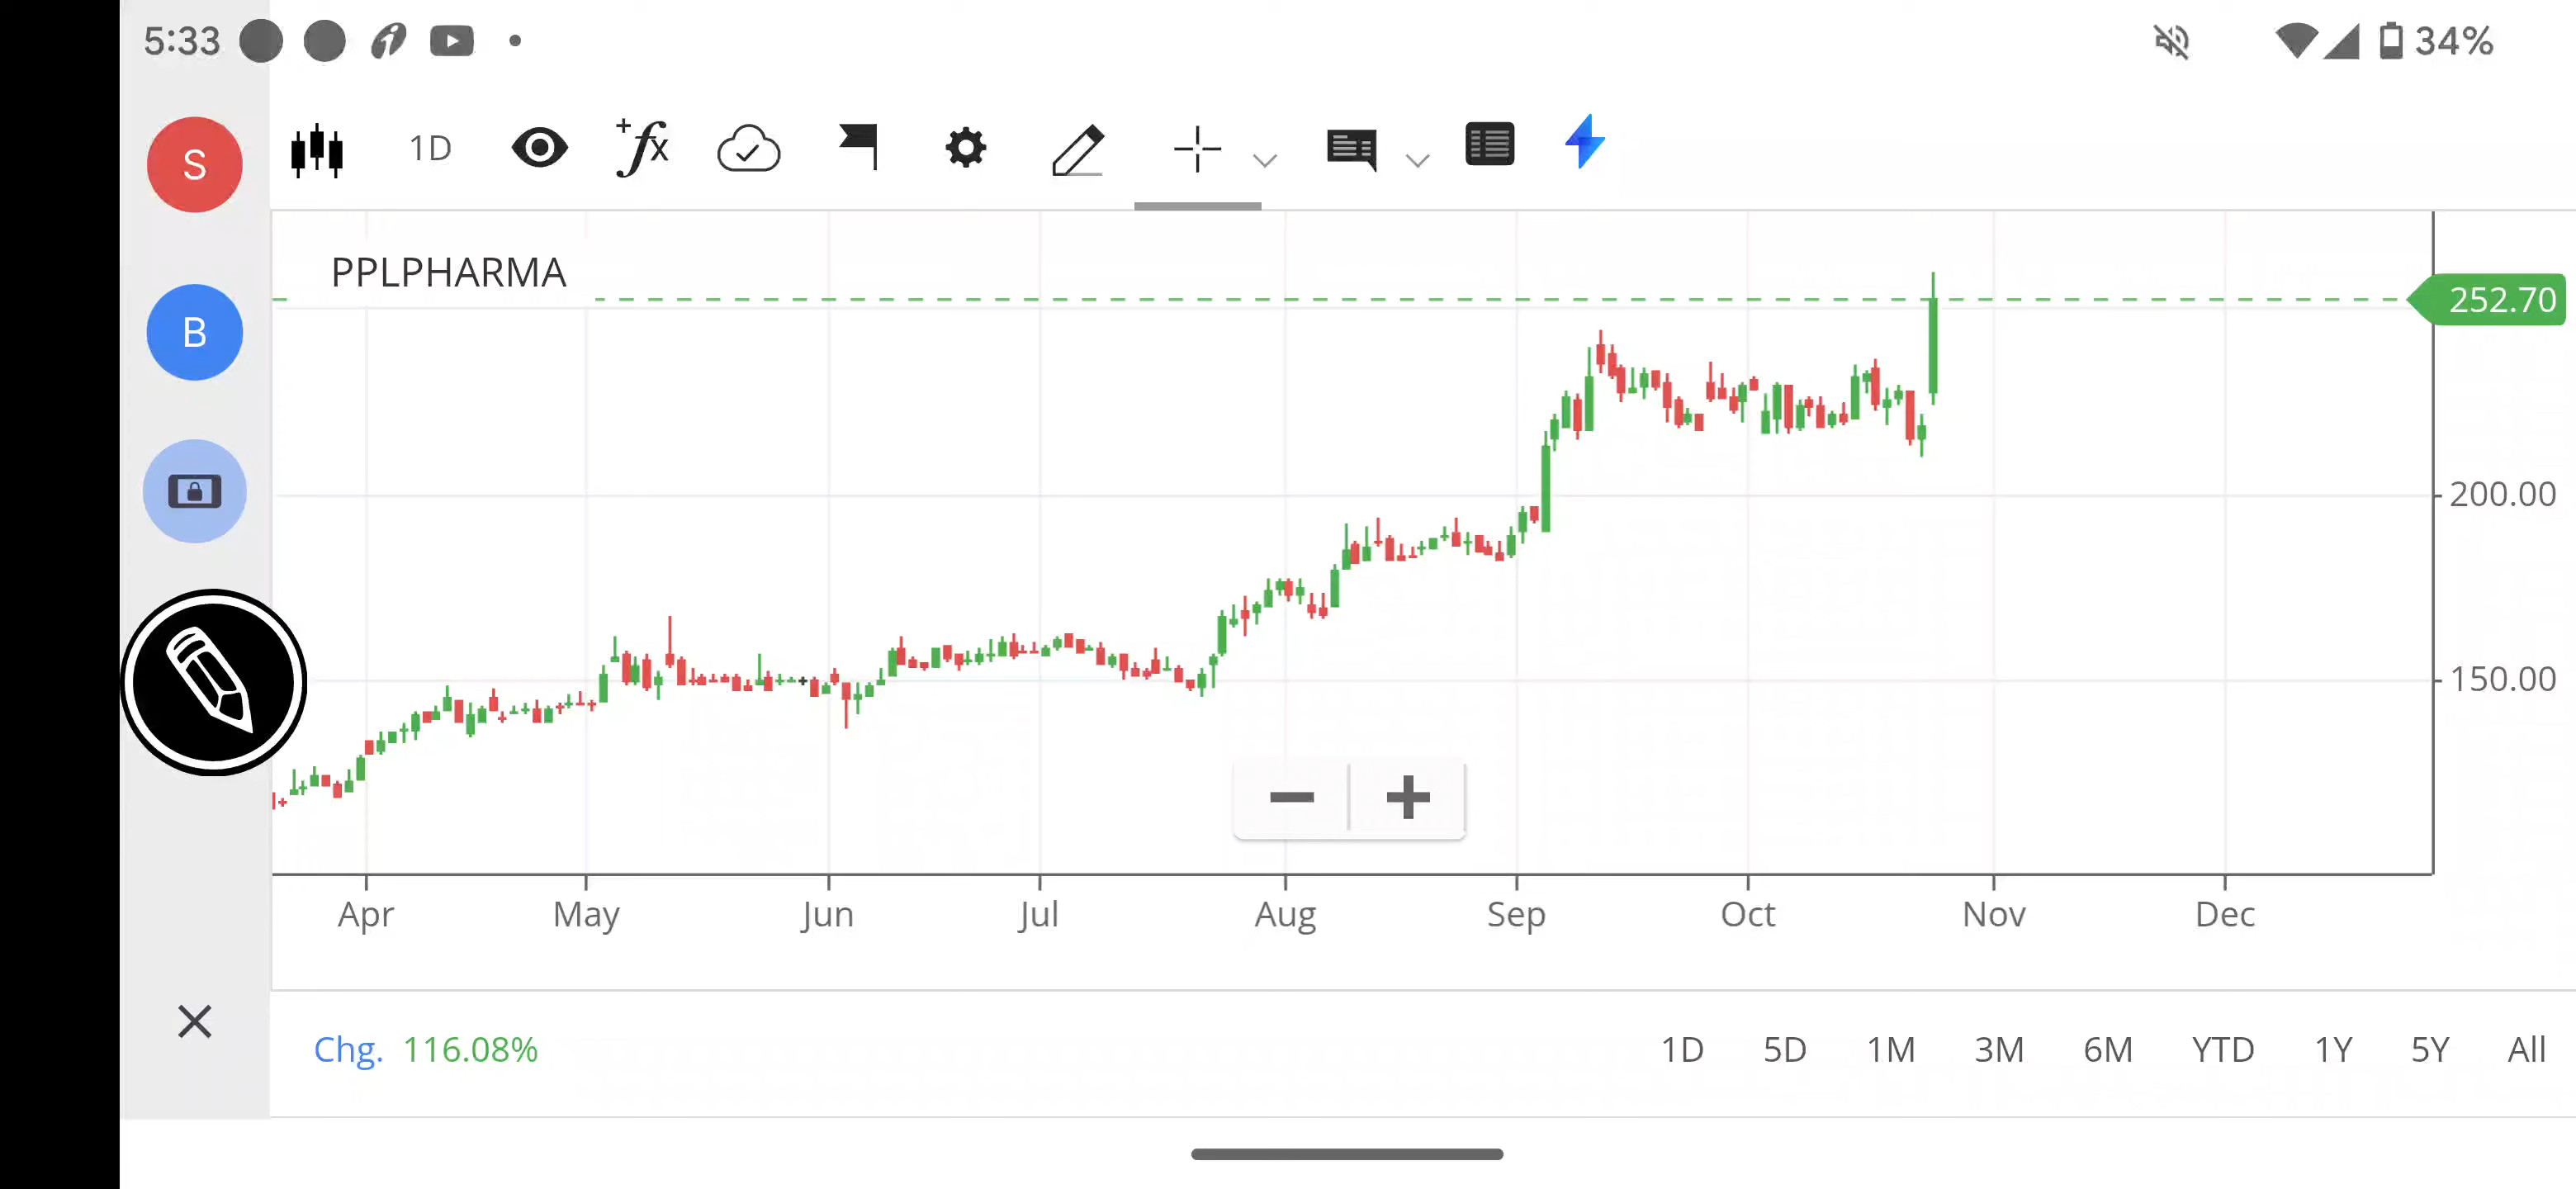 5:33
34%
S
1D
fx
PPLPHARMA
252.70
B
200.00
150.00
Apr May Jun Jul Aug Sep Oct Nov Dec
Chg. 116.08%
1D 5D 1M 3M 6M YTD 1Y 5Y All